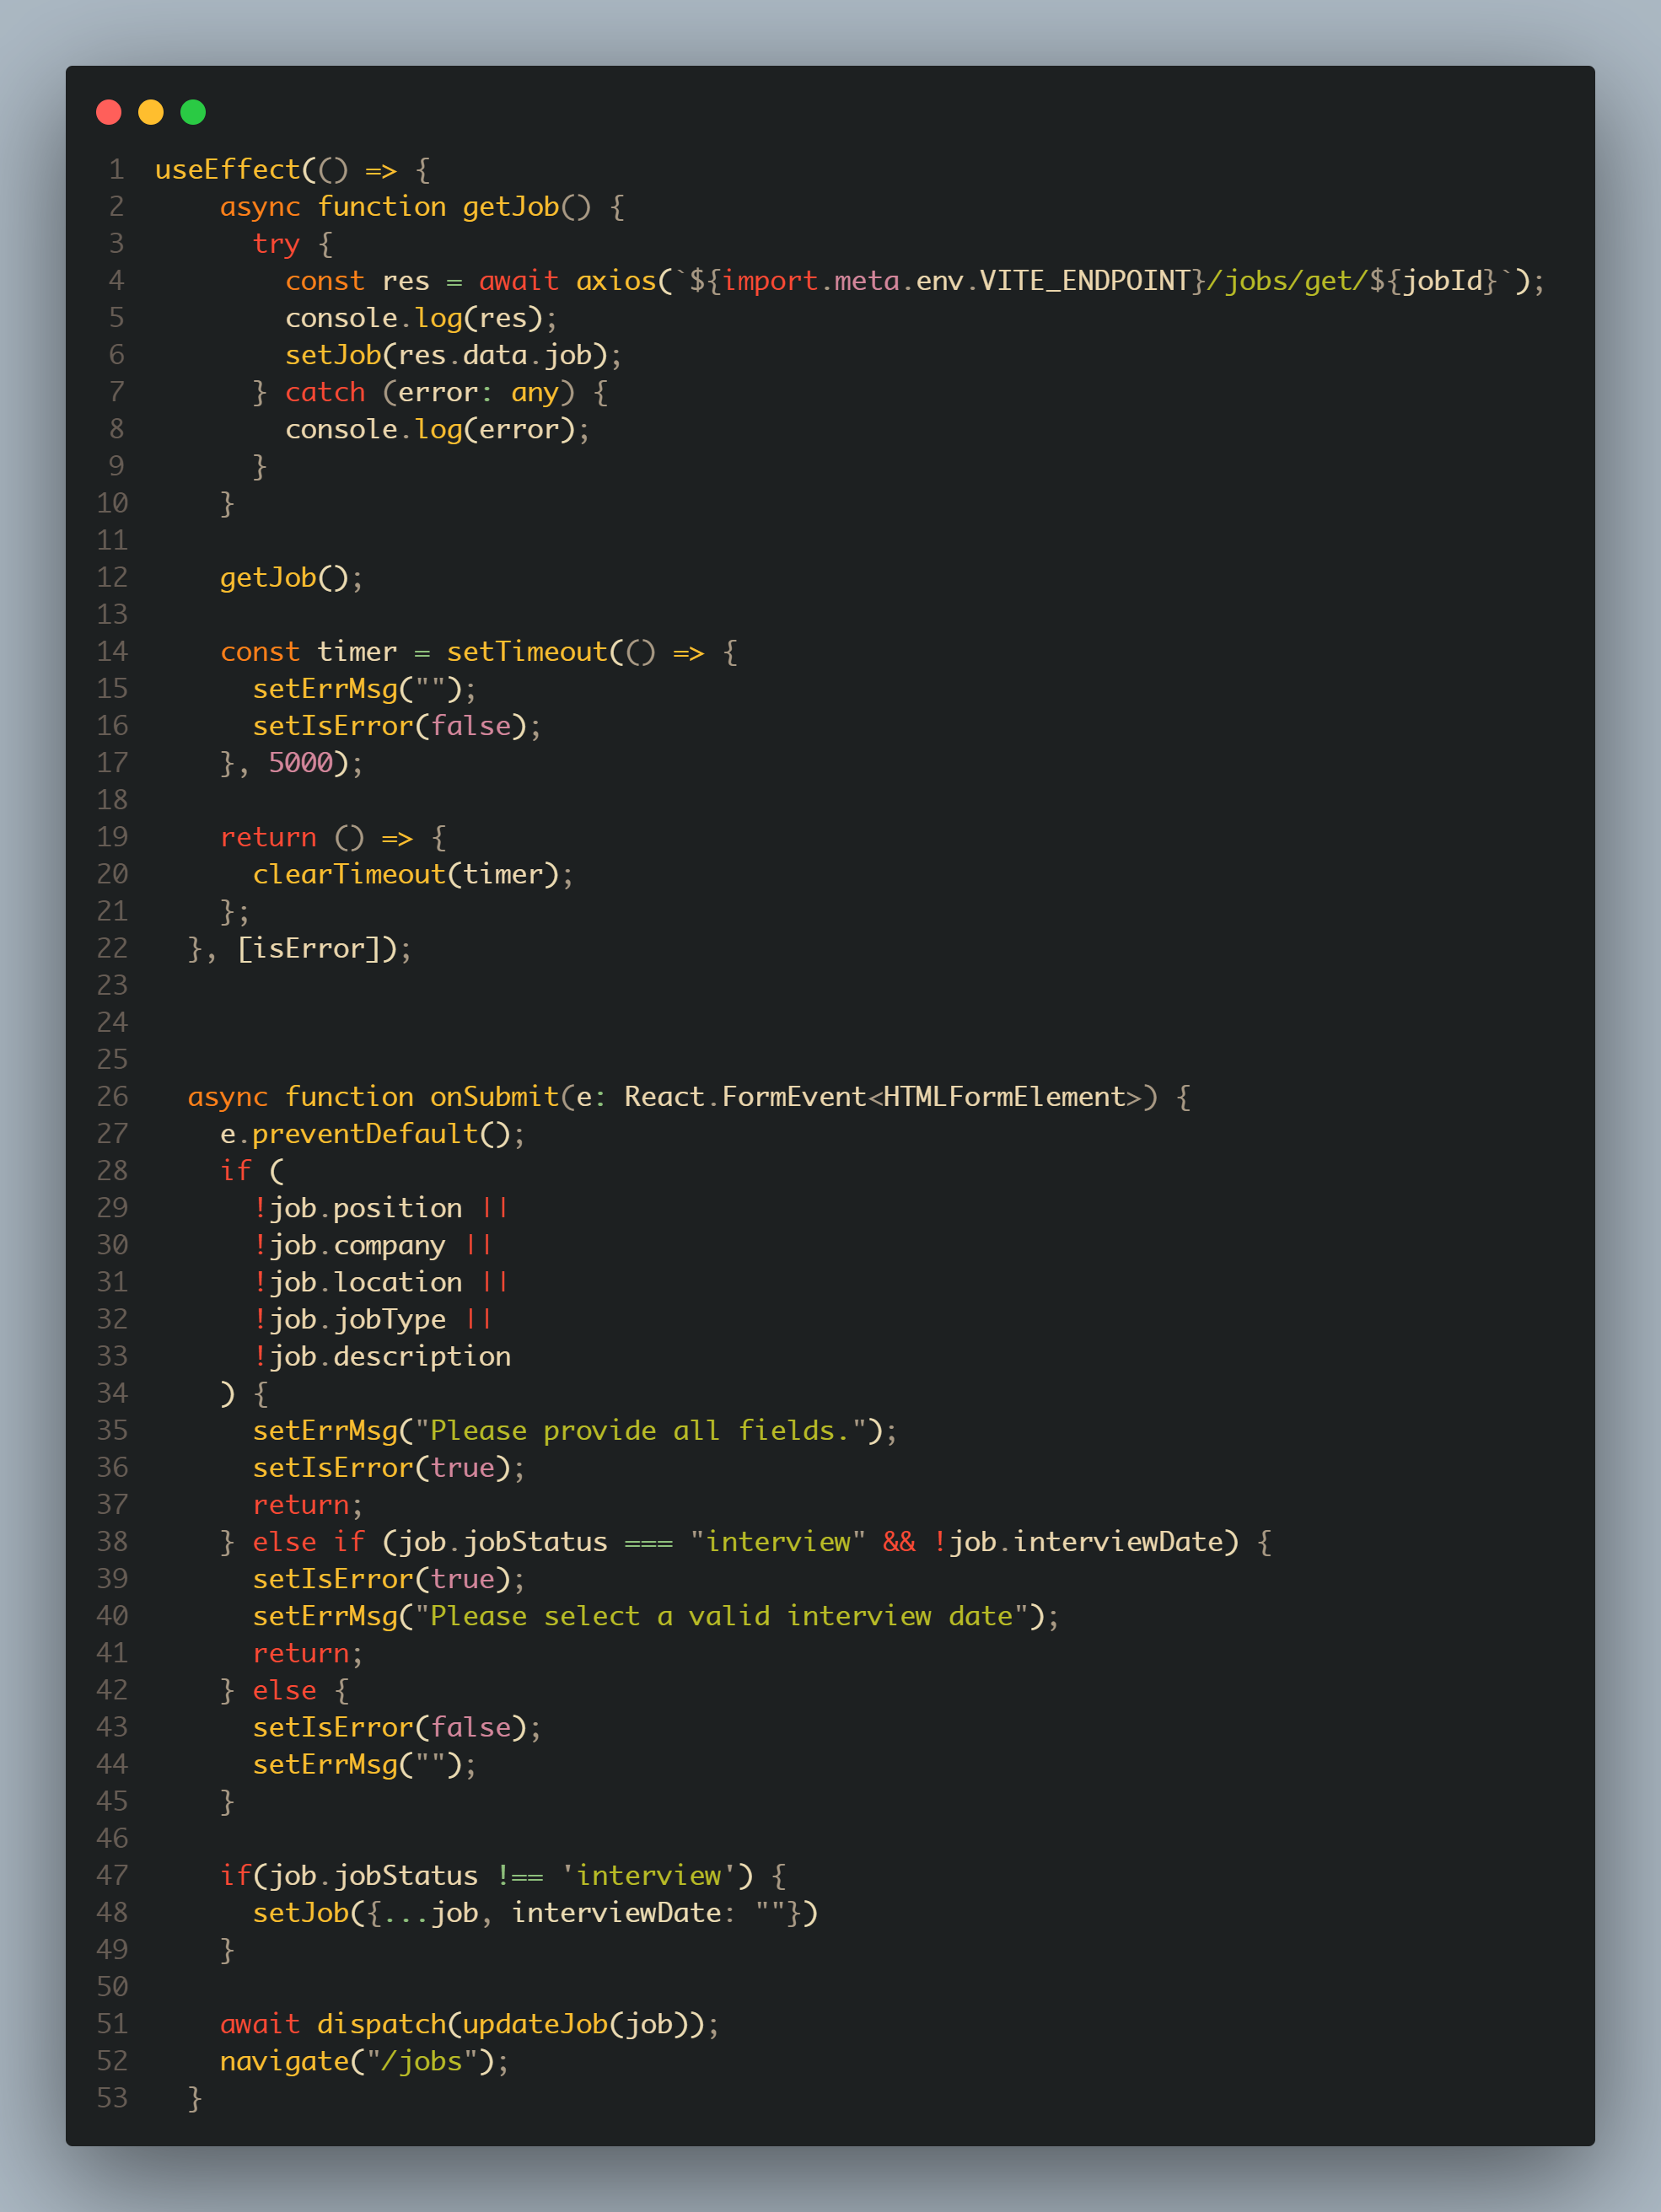 1 useEffect(() => {
2 async function getJob() {
3 try {
4 const res = await axios(`${import.meta.env.VITE_ENDPOINT}/jobs/get/${jobId}`);
5 console.log(res);
6 setJob(res.data.job);
7 } catch (error: any) {
8 console.log(error);
9 }
10 }
11
12 getJob();
13
14 const timer = setTimeout(() => {
15 setErrMsg("");
16 setIsError(false);
17 }, 5000);
18
19 return () => {
20 clearTimeout(timer);
21 };
22 }, [isError]);
23
24
25
26 async function onSubmit(e: React.FormEvent<HTMLFormElement>) {
27 e.preventDefault();
28 if (
29 !job.position ||
30 !job.company ||
31 !job.location ||
32 !job.jobType ||
33 !job.description
34 ) {
35 setErrMsg("Please provide all fields.");
36 setIsError(true);
37 return;
38 } else if (job.jobStatus === "interview" && !job.interviewDate) {
39 setIsError(true);
40 setErrMsg("Please select a valid interview date");
41 return;
42 } else {
43 setIsError(false);
44 setErrMsg("");
45 }
46
47 if(job.jobStatus !== 'interview') {
48 setJob({...job, interviewDate: ""})
49 }
50
51 await dispatch(updateJob(job));
52 navigate("/jobs");
53 }